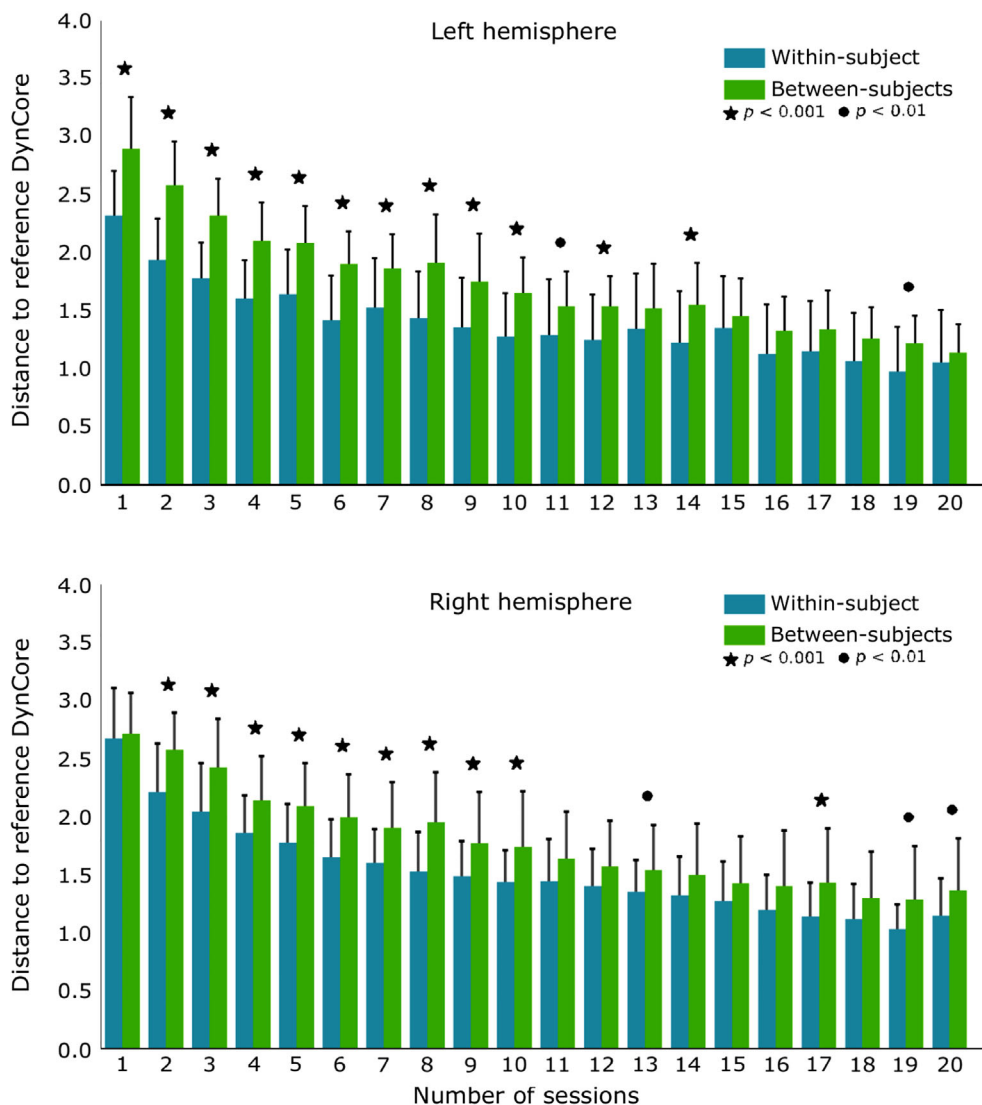 Left hemisphere
Within-subject
Between-subjects
★ p < 0.001 ● p < 0.01
Distance to reference DynCore
4.0
3.5
3.0
2.5
2.0
1.5
1.0
0.5
0.0
1 2 3 4 5 6 7 8 9 10 11 12 13 14 15 16 17 18 19 20
Right hemisphere
Within-subject
Between-subjects
★ p < 0.001 ● p < 0.01
Distance to reference DynCore
4.0
3.5
3.0
2.5
2.0
1.5
1.0
0.5
0.0
1 2 3 4 5 6 7 8 9 10 11 12 13 14 15 16 17 18 19 20
Number of sessions